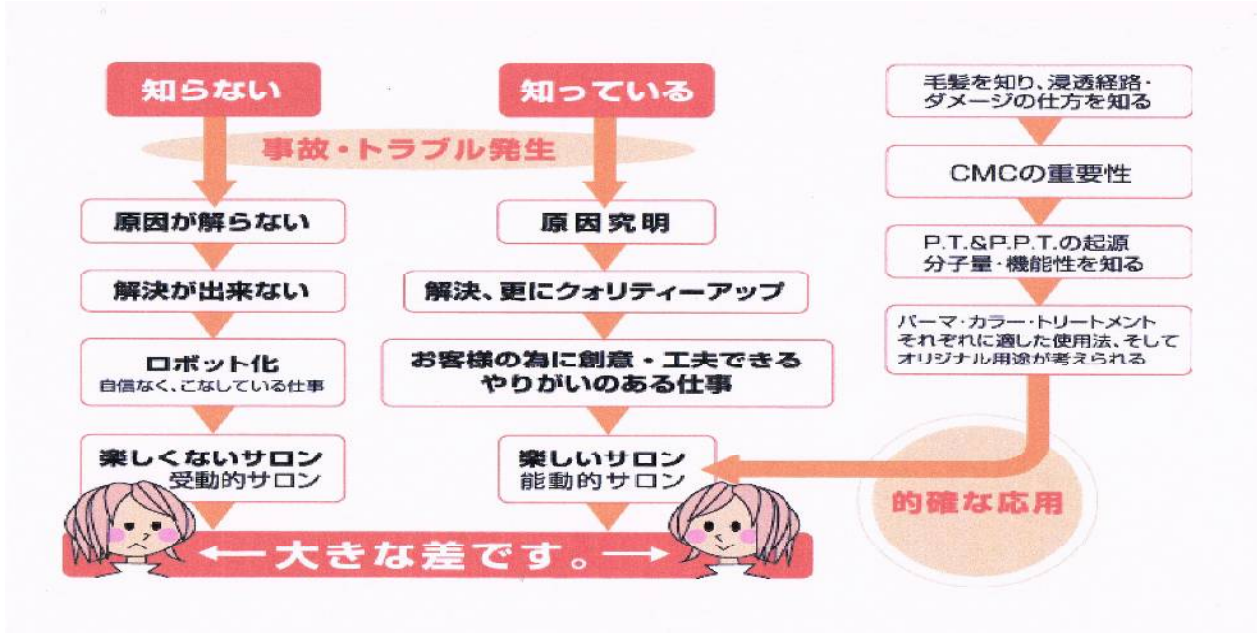 知らない
知っている
事故・トラブル発生
原因が解らない
解決が出来ない
ロボット化
自信なく、こなしている仕事
楽しくないサロン
受動的サロン
原因究明
解決、更にクォリティーアップ
お客様の為に創意・工夫できる
やりがいのある仕事
楽しいサロン
能動的サロン
大きな差です。
毛髪を知り、浸透経路・
ダメージの仕方を知る
CMCの重要性
P.T.&P.P.T.の起源
分子量・機能性を知る
パーマ・カラー・トリートメント
それぞれに適した使用法、そして
オリジナル用途が考えられる
的確な応用